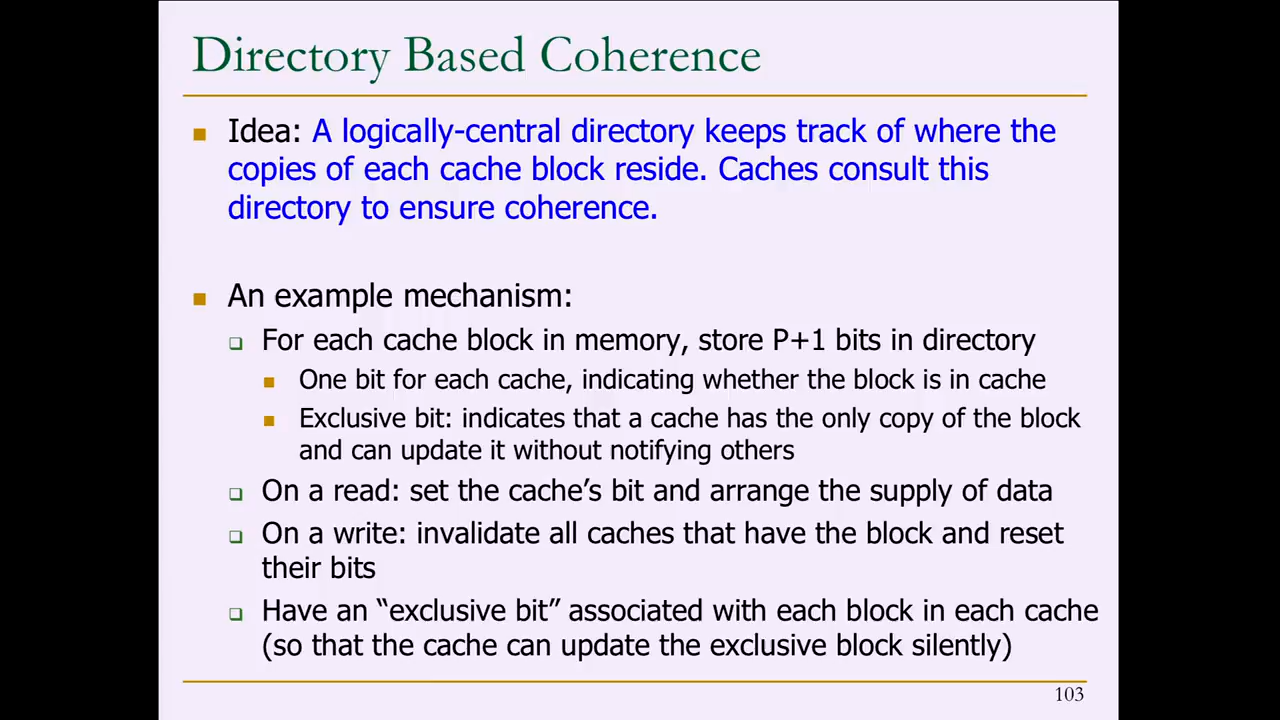 Directory Based Coherence
Idea: A logically-central directory keeps track of where the
copies of each cache block reside. Caches consult this
directory to ensure coherence.
An example mechanism:
For each cache block in memory, store P+1 bits in directory
One bit for each cache, indicating whether the block is in cache
Exclusive bit: indicates that a cache has the only copy of the block
and can update it without notifying others
On a read: set the cache’s bit and arrange the supply of data
On a write: invalidate all caches that have the block and reset
their bits
Have an “exclusive bit” associated with each block in each cache
(so that the cache can update the exclusive block silently)
103